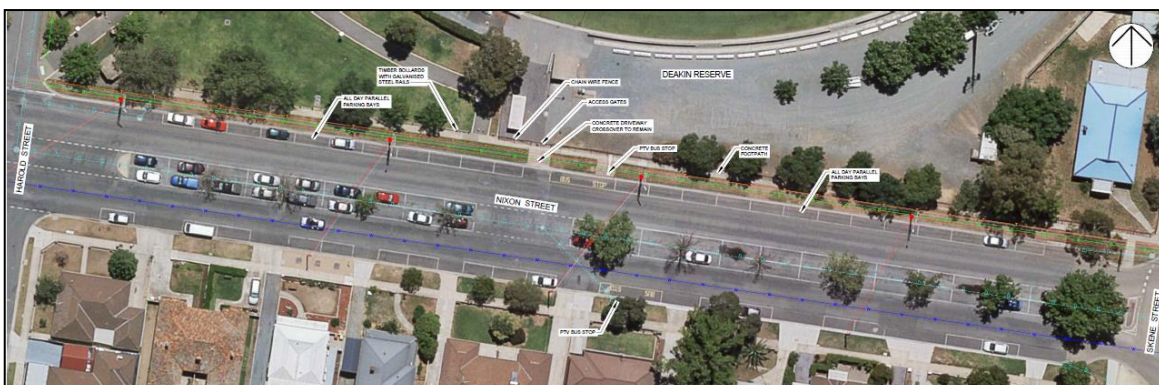 TIMBER BOLLARDS
WITH GALVANISED
STEEL RAILS
ALL DAY PARALLEL
PARKING BAYS
CHAIN WIRE FENCE
DEAKIN RESERVE
ACCESS GATES
CONCRETE DRIVEWAY
CROSSOVER TO REMAIN
PTV BUS STOP
CONCRETE
FOOTPATH
ALL DAY PARALLEL
PARKING BAYS
HAROLD STREET
NIXON STREET
BUS STOP
PTV BUS STOP
SKENE STREET